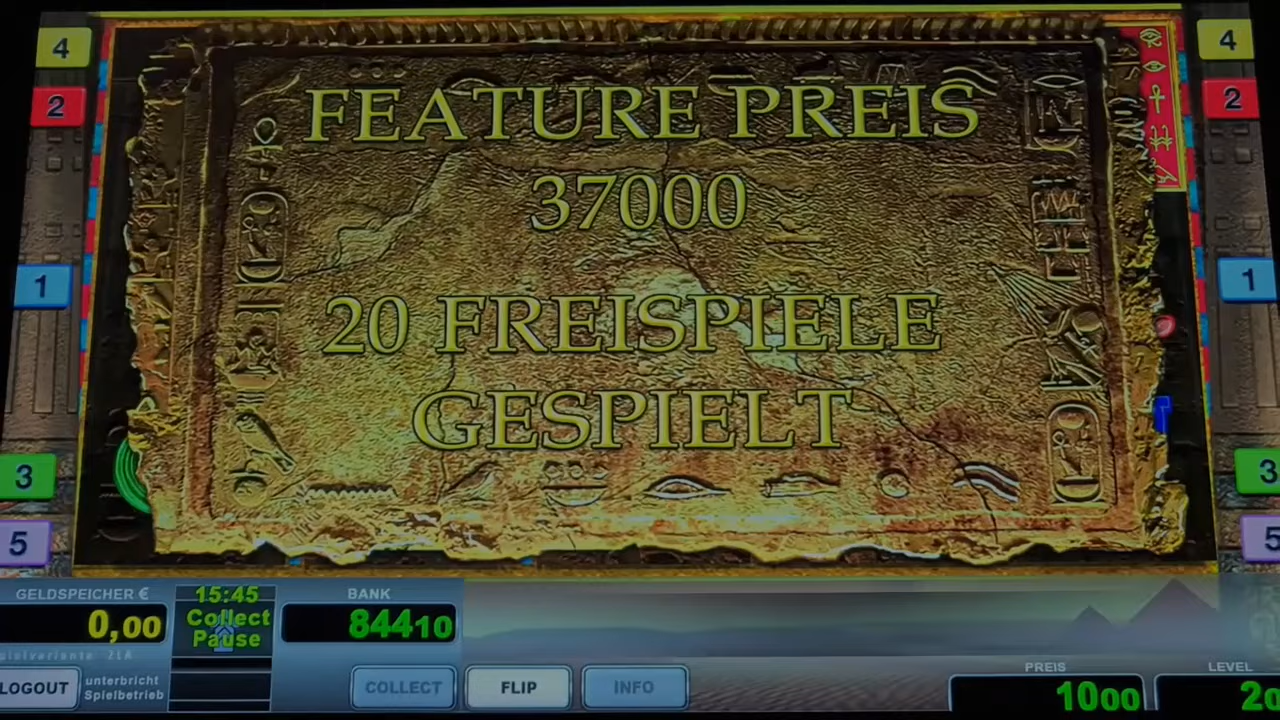 4
4
FEATURE PREIS
2
2
37000
1
1
20 FREISPIELE
GESPIELT
3
3
5
5
GELDSPEICHER €
15:45
BANK
0,00
Collect
84410
Pause
LOGOUT
unterbricht
Spielbetrieb
COLLECT
FLIP
INFO
PREIS
LEVEL
1000